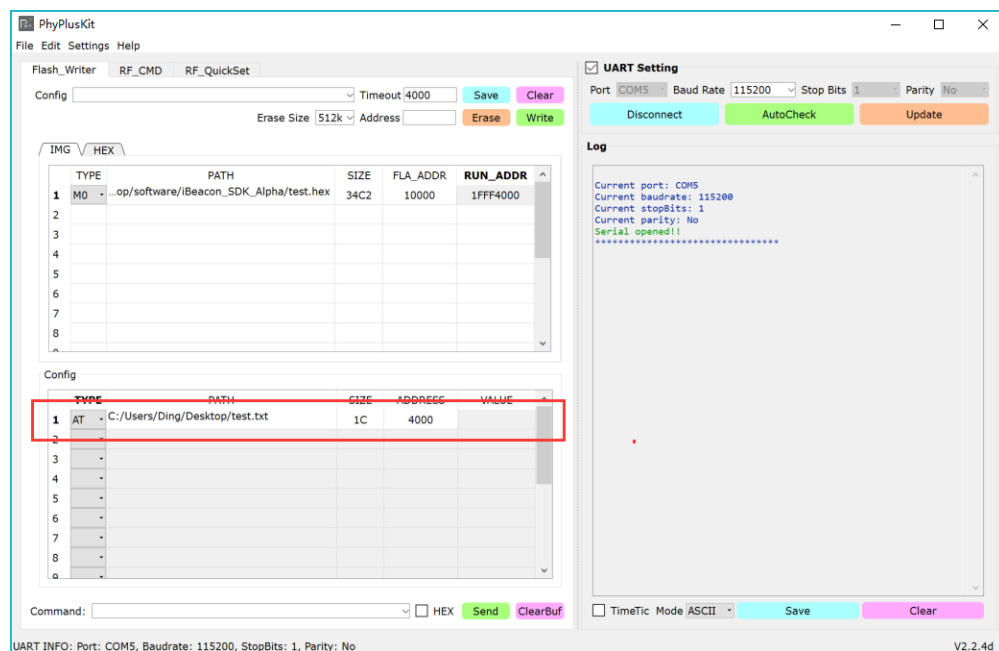 PhyPlusKit
File Edit Settings Help
Flash_Writer RF_CMD RF_QuickSet
Config Timeout 4000 Save Clear
Erase Size 512k Address Erase Write
IMG HEX
TYPE PATH SIZE FLA_ADDR RUN_ADDR
1 M0 ...op/software/iBeacon_SDK_Alpha/test.hex 34C2 10000 1FFF4000
2
3
4
5
6
7
8
9
Config
TYPE PATH SIZE ADDRESS VALUE
1 AT C:/Users/Ding/Desktop/test.txt 1C 4000
2
3
4
5
6
7
8
9
Command: HEX Send ClearBuf
UART INFO: Port: COM5, Baudrate: 115200, StopBits: 1, Parity: No
UART Setting
Port COM5 Baud Rate 115200 Stop Bits 1 Parity No
Disconnect AutoCheck Update
Log
Current port: COM5
Current baudrate: 115200
Current stopBits: 1
Current parity: No
Serial opened!!
********************************
TimeTic Mode ASCII Save Clear
V2.2.4d